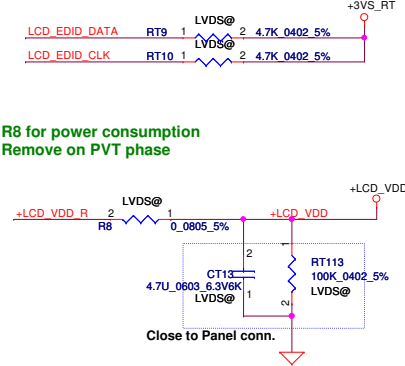 +3VS_RT
LVDS@
LCD_EDID_DATA RT9 1 2 4.7K_0402_5%
LVDS@
LCD_EDID_CLK RT10 1 2 4.7K_0402_5%
R8 for power consumption
Remove on PVT phase
+LCD_VDD
LVDS@
+LCD_VDD_R 2 1 +LCD_VDD
R8 0_0805_5%
2 1
CT13 RT113
4.7U_0603_6.3V6K 100K_0402_5%
LVDS@ 1 2 LVDS@
Close to Panel conn.